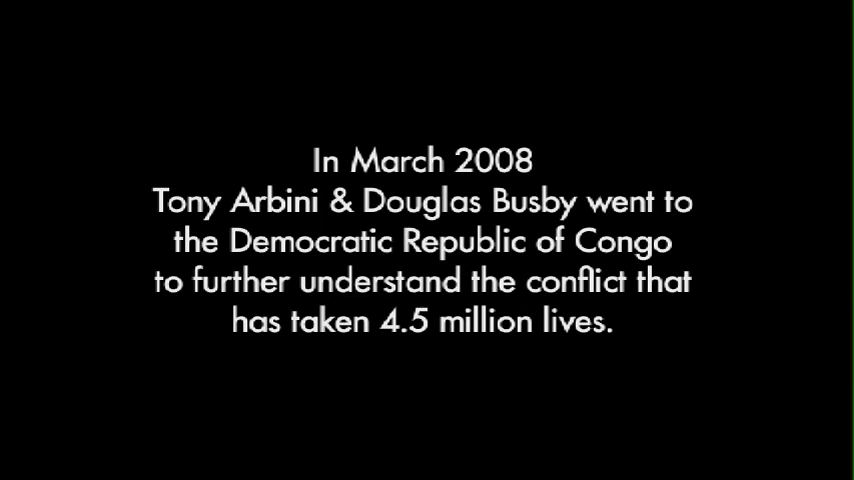 In March 2008
Tony Arbini & Douglas Busby went to
the Democratic Republic of Congo
to further understand the conflict that
has taken 4.5 million lives.